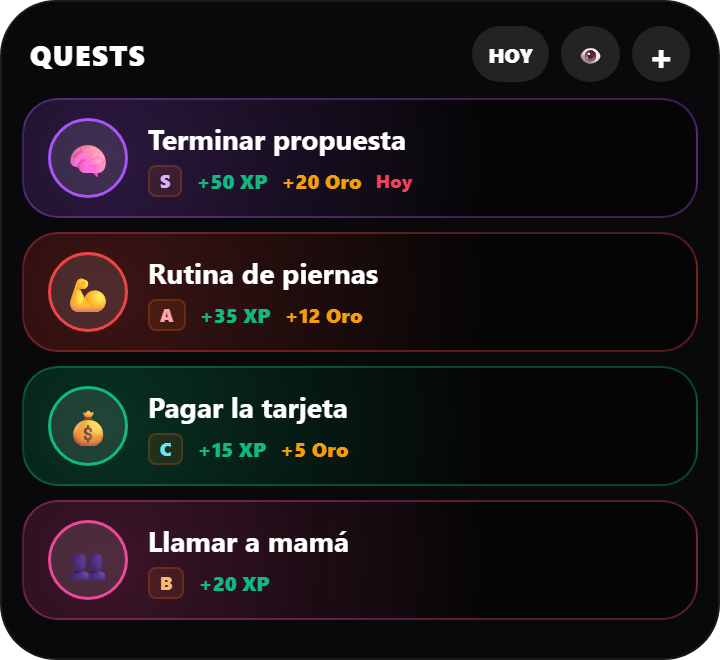 QUESTS HOY +
Terminar propuesta
S +50 XP +20 Oro Hoy
Rutina de piernas
A +35 XP +12 Oro
Pagar la tarjeta
C +15 XP +5 Oro
Llamar a mamá
B +20 XP